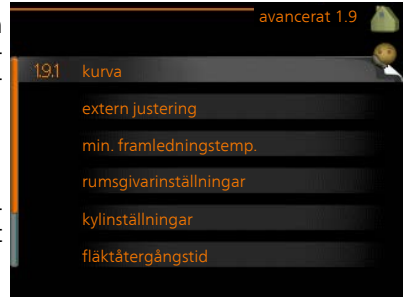 avancerat 1.9
1.9.1 kurva
extern justering
min. framledningstemp.
rumsgivarinställningar
kylinställningar
fläktåtergångstid